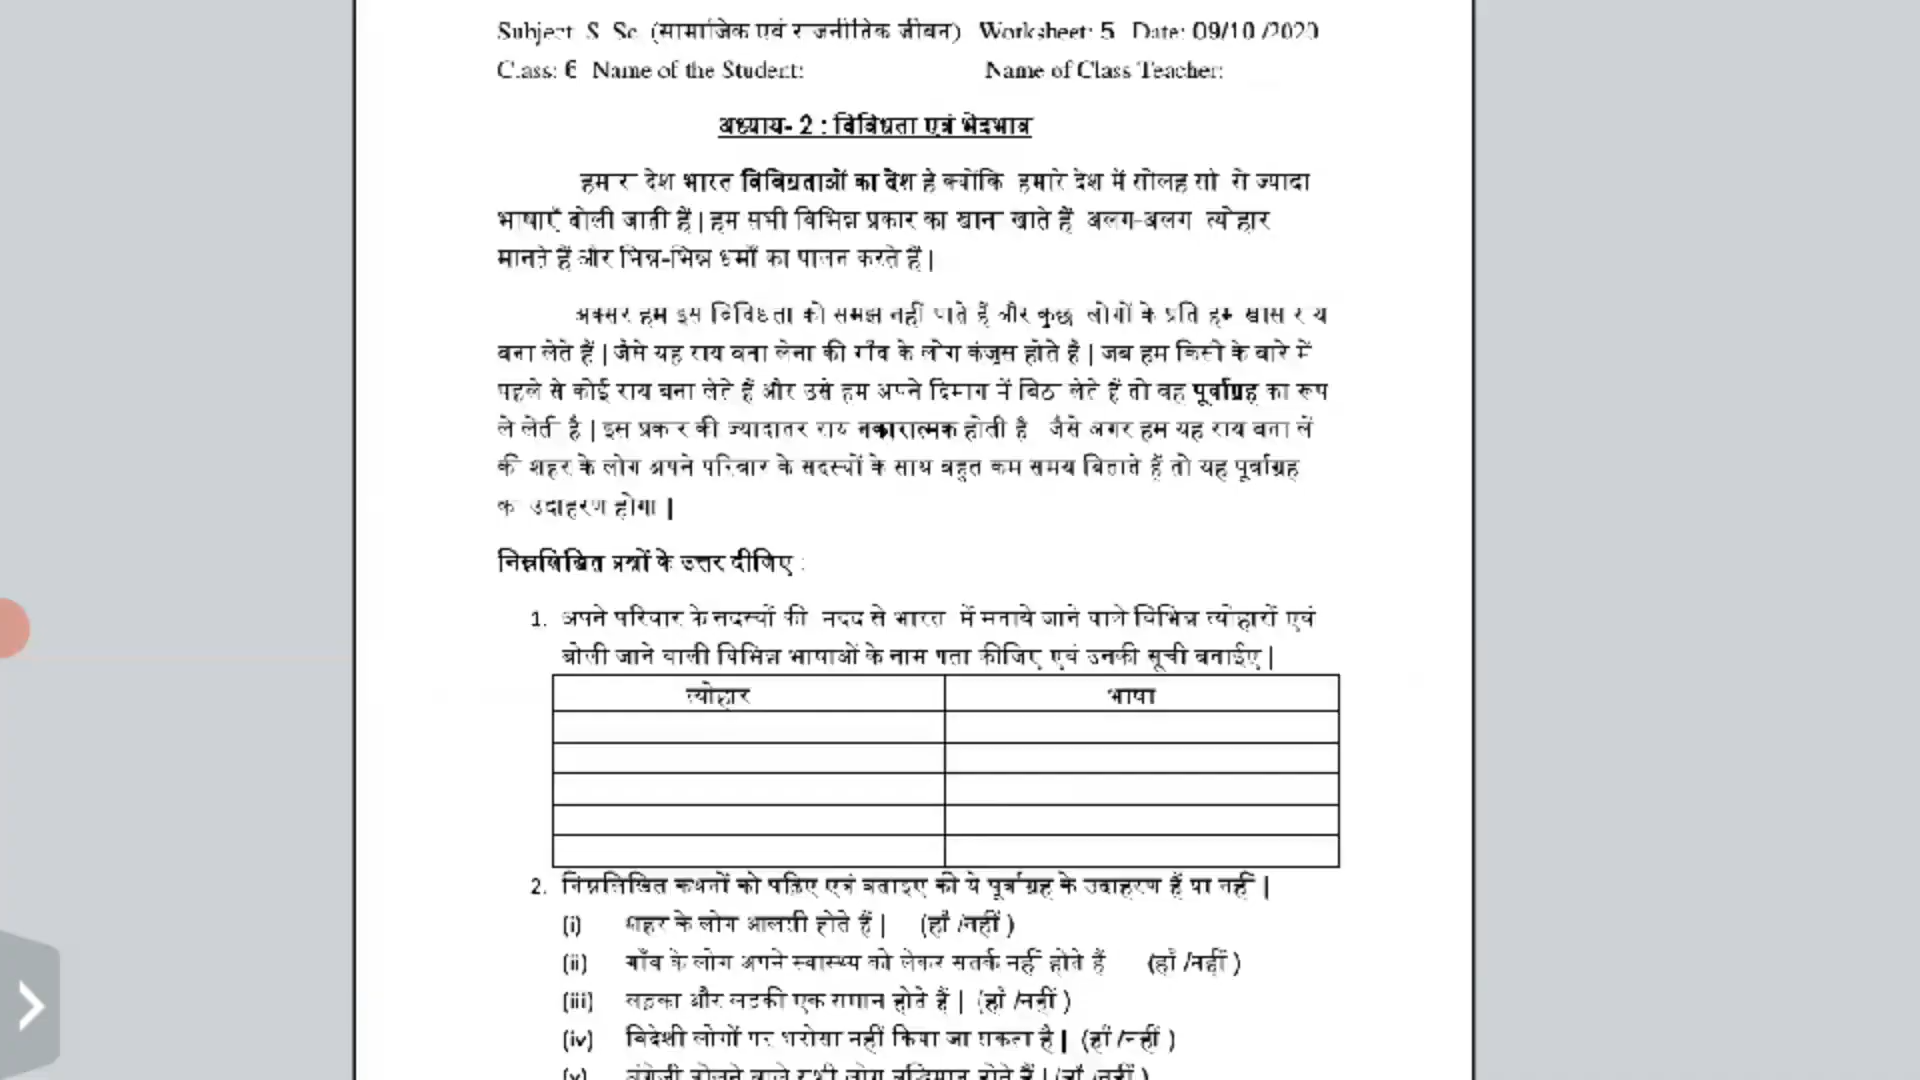 Subject: S. Sc. (सामाजिक एवं राजनीतिक जीवन) Worksheet: 5 Date: 09/10 /2020
Class: 6 Name of the Student: Name of Class Teacher:
अध्याय- 2 : विविधता एवं भेदभाव
हमारा देश भारत विविधताओं का देश है क्योंकि हमारे देश में सोलह सौ से ज्यादा
भाषाएँ बोली जाती हैं | हम सभी विभिन्न प्रकार का खाना खाते हैं अलग-अलग त्योहार
मानते हैं और भिन्न-भिन्न धर्मों का पालन करते हैं |
अक्सर हम इस विविधता को समझ नहीं पाते हैं और कुछ लोगों के प्रति हम खास राय
बना लेते हैं | जैसे यह राय बना लेना की गाँव के लोग कंजूस होते है | जब हम किसी के बारे में
पहले से कोई राय बना लेते हैं और उसे हम अपने दिमाग में बिठा लेते हैं तो वह पूर्वाग्रह का रूप
ले लेती है | इस प्रकार की ज्यादातर राय नकारात्मक होती है जैसे अगर हम यह राय बना लें
की शहर के लोग अपने परिवार के सदस्यों के साथ बहुत कम समय बिताते हैं तो यह पूर्वाग्रह
का उदाहरण होगा |
निम्नलिखित प्रश्नों के उत्तर दीजिए :
1. अपने परिवार के सदस्यों की मदद से भारत में मनाये जाने वाले विभिन्न त्योहारों एवं
बोली जाने वाली विभिन्न भाषाओं के नाम पता कीजिए एवं उनकी सूची बनाईए |
त्योहार भाषा
2. निम्नलिखित कथनों को पढ़िए एवं बताइए की ये पूर्वाग्रह के उदाहरण हैं या नहीं |
(i) शहर के लोग आलसी होते हैं | (हाँ /नहीं )
(ii) गाँव के लोग अपने स्वास्थ्य को लेकर सतर्क नहीं होते हैं (हाँ /नहीं )
(iii) लड़का और लड़की एक समान होते हैं | (हाँ /नहीं )
(iv) विदेशी लोगों पर भरोसा नहीं किया जा सकता है | (हाँ /नहीं )
(v) अंग्रेजी बोलने वाले सभी लोग बुद्धिमान होते हैं | (हाँ /नहीं )